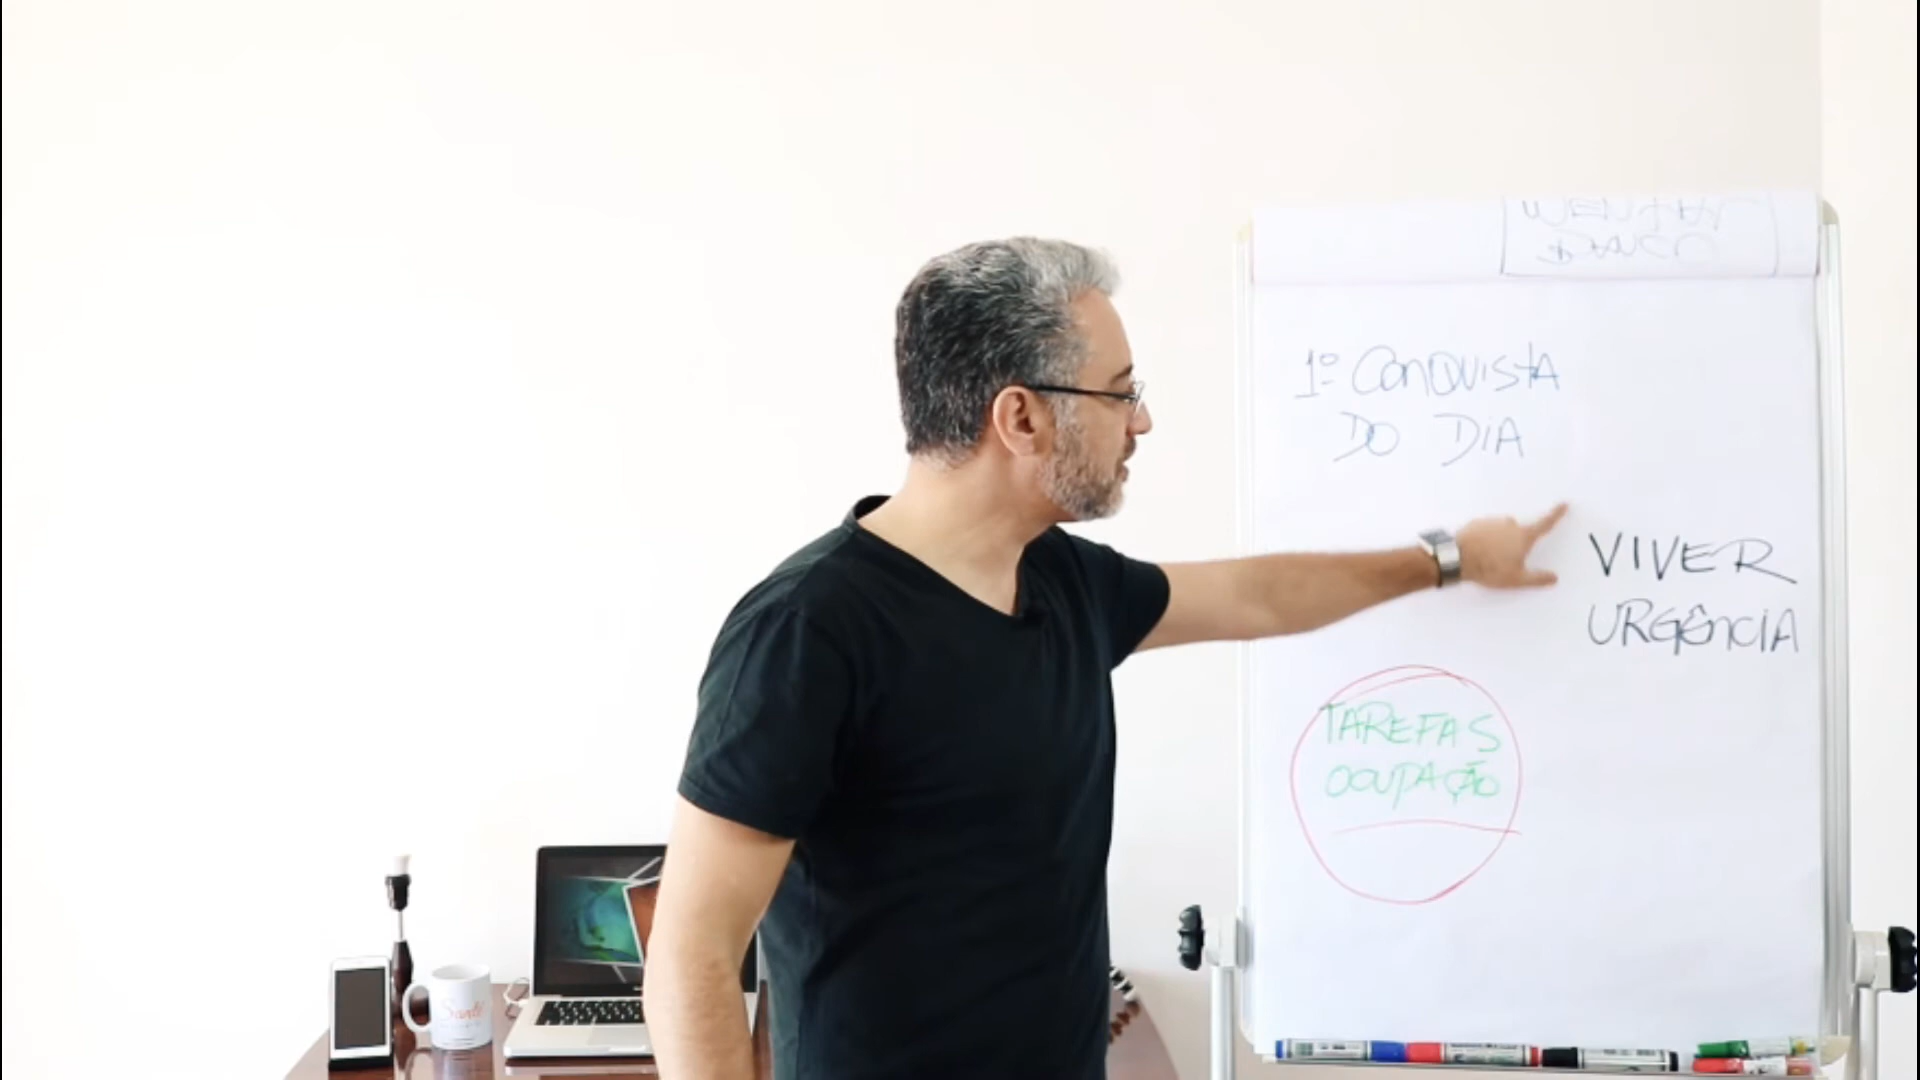 1º CONQUISTA
DO DIA
VIVER
URGÊNCIA
TAREFAS
OCUPAÇÃO